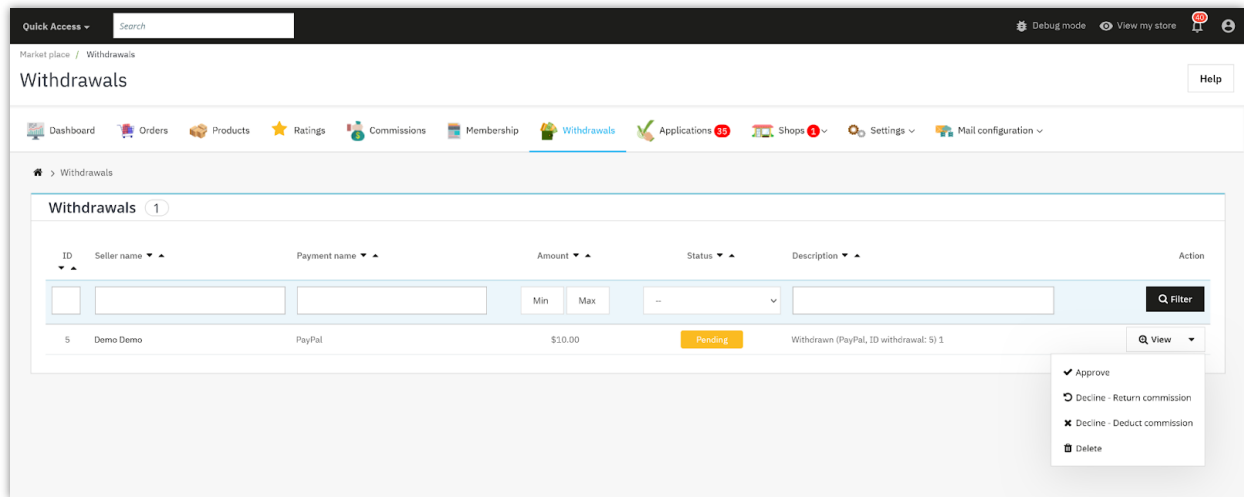 Quick Access Search Debug mode View my store 40
Market place / Withdrawals
Withdrawals Help
Dashboard Orders Products Ratings Commissions Membership Withdrawals Applications 35 Shops 1 Settings Mail configuration
> Withdrawals
Withdrawals 1
ID Seller name Payment name Amount Status Description Action
Min Max -- Filter
5 Demo Demo PayPal $10.00 Pending Withdrawn (PayPal, ID withdrawal: 5) 1 View
Approve
Decline - Return commission
Decline - Deduct commission
Delete